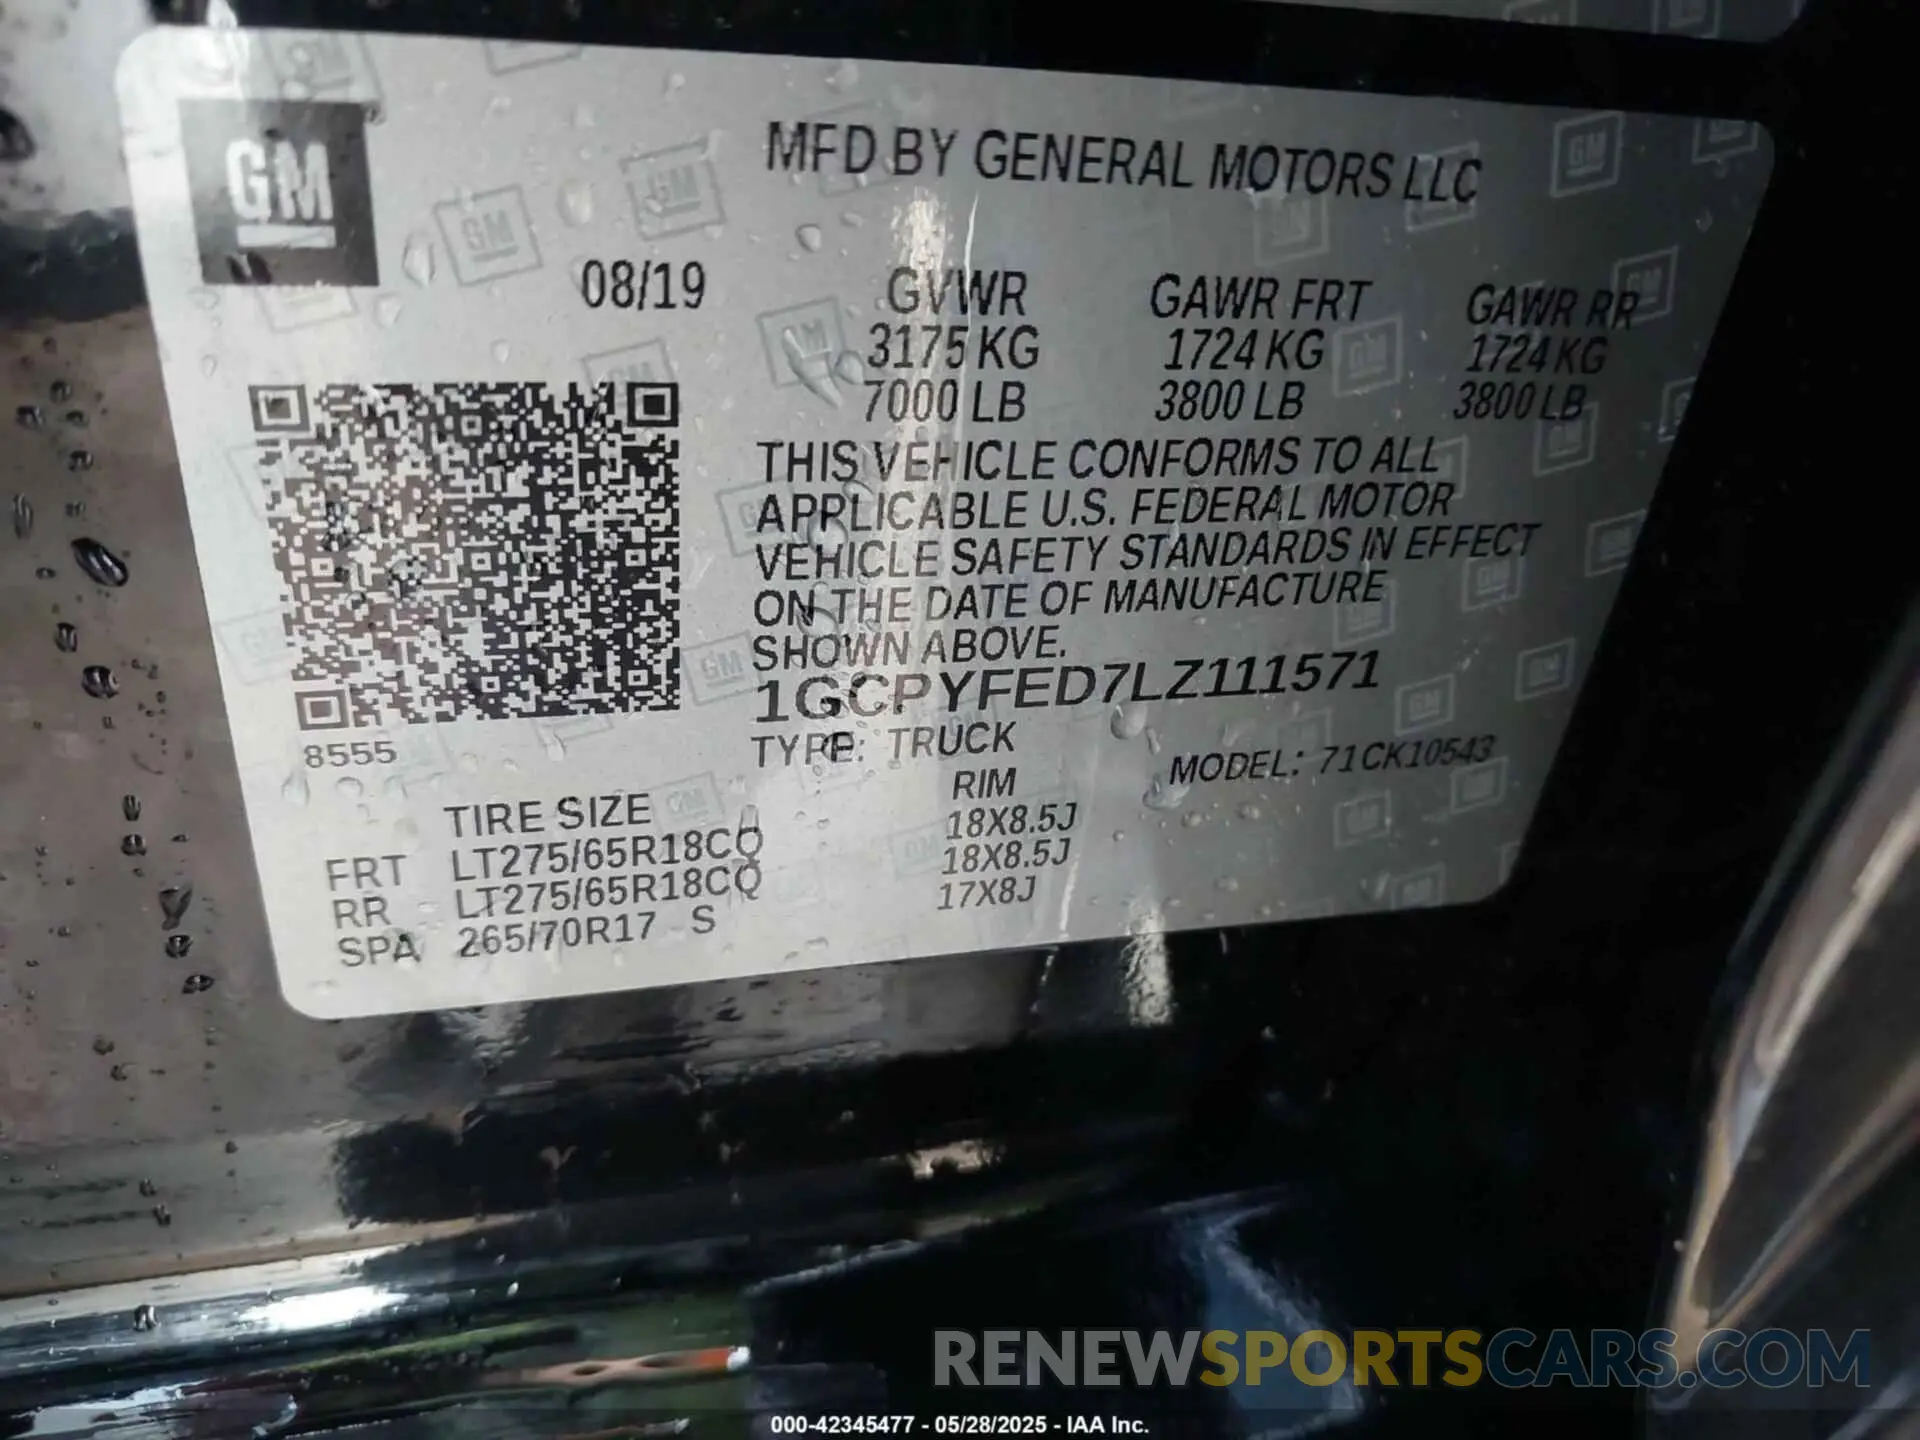 GM
MFD BY GENERAL MOTORS LLC
08/19
GVWR GAWR FRT GAWR RR
3175 KG 1724 KG 1724 KG
7000 LB 3800 LB 3800 LB
THIS VEHICLE CONFORMS TO ALL
APPLICABLE U.S. FEDERAL MOTOR
VEHICLE SAFETY STANDARDS IN EFFECT
ON THE DATE OF MANUFACTURE
SHOWN ABOVE.
1GCPYFED7LZ111571
8555
TYPE: TRUCK MODEL: 71CK10543
TIRE SIZE RIM
FRT LT275/65R18CQ 18X8.5J
RR LT275/65R18CQ 18X8.5J
SPA 265/70R17 S 17X8J
RENEWSPORTSCARS.COM
000-42345477 - 05/28/2025 - IAA Inc.